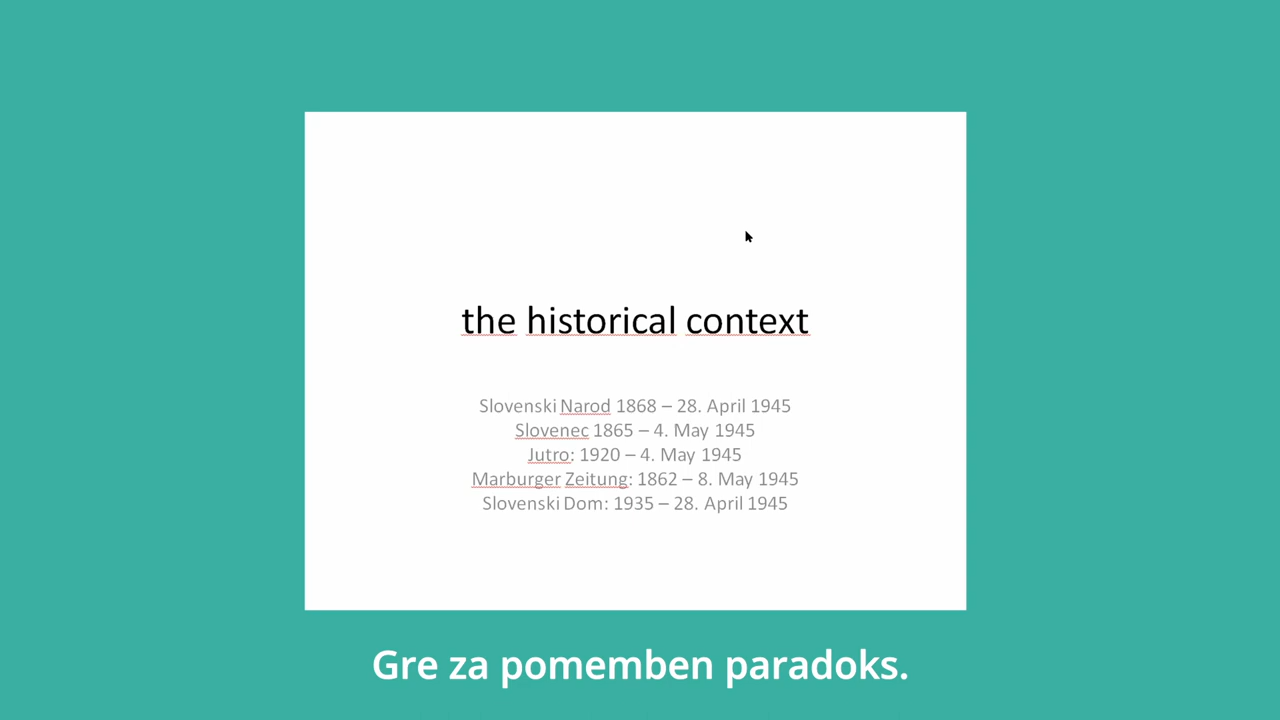 the historical context
Slovenski Narod 1868 – 28. April 1945
Slovenec 1865 – 4. May 1945
Jutro: 1920 – 4. May 1945
Marburger Zeitung: 1862 – 8. May 1945
Slovenski Dom: 1935 – 28. April 1945
Gre za pomemben paradoks.